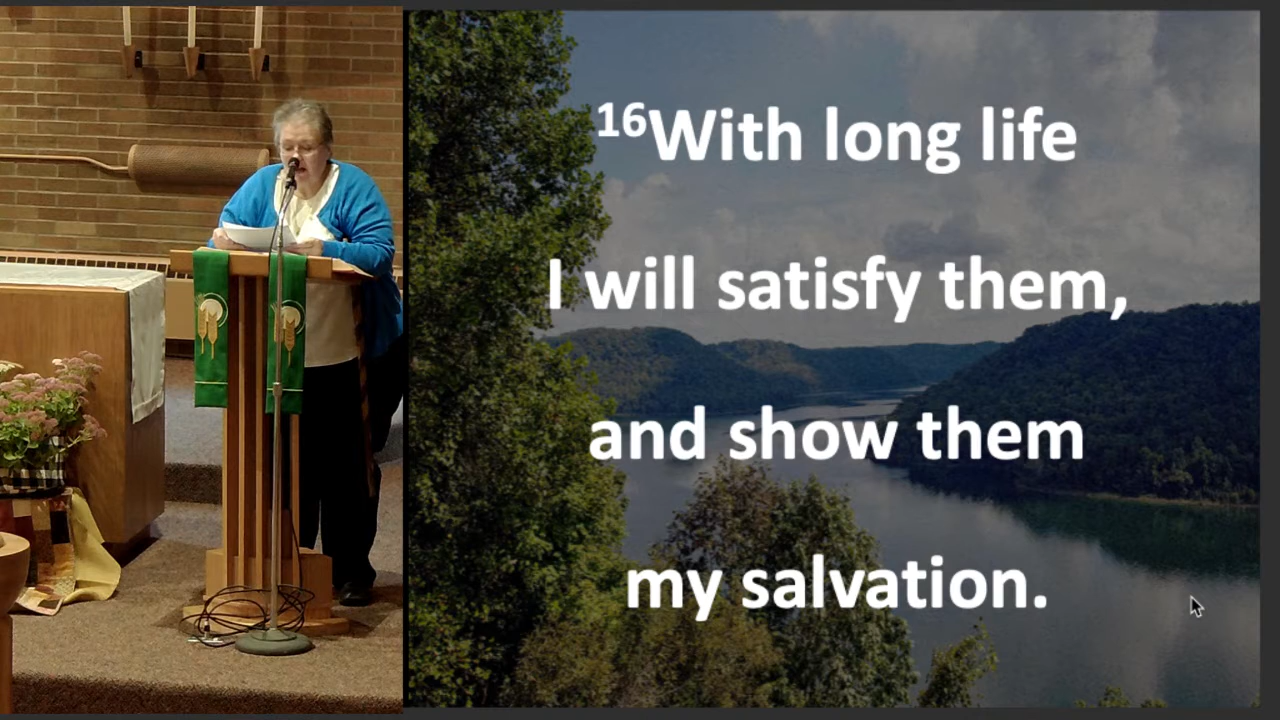 16With long life
I will satisfy them,
and show them
my salvation.